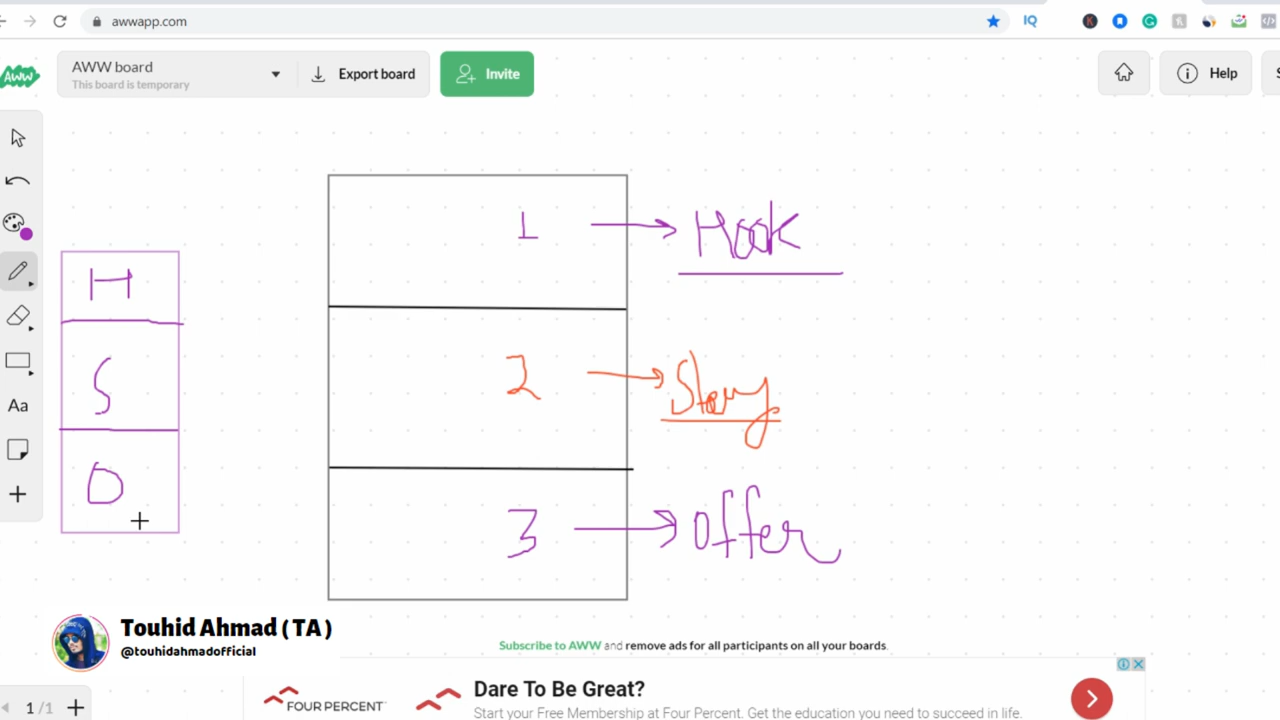 awwapp.com
IQ
K
AWW
AWW board
This board is temporary
Export board
Invite
Help
1
Hook
H
2
Story
S
Aa
O
3
Offer
Touhid Ahmad ( TA )
@touhidahmadofficial
Subscribe to AWW and remove ads for all participants on all your boards.
Dare To Be Great?
FOUR PERCENT
Start your Free Membership at Four Percent. Get the education you need to succeed in life.
1 /1